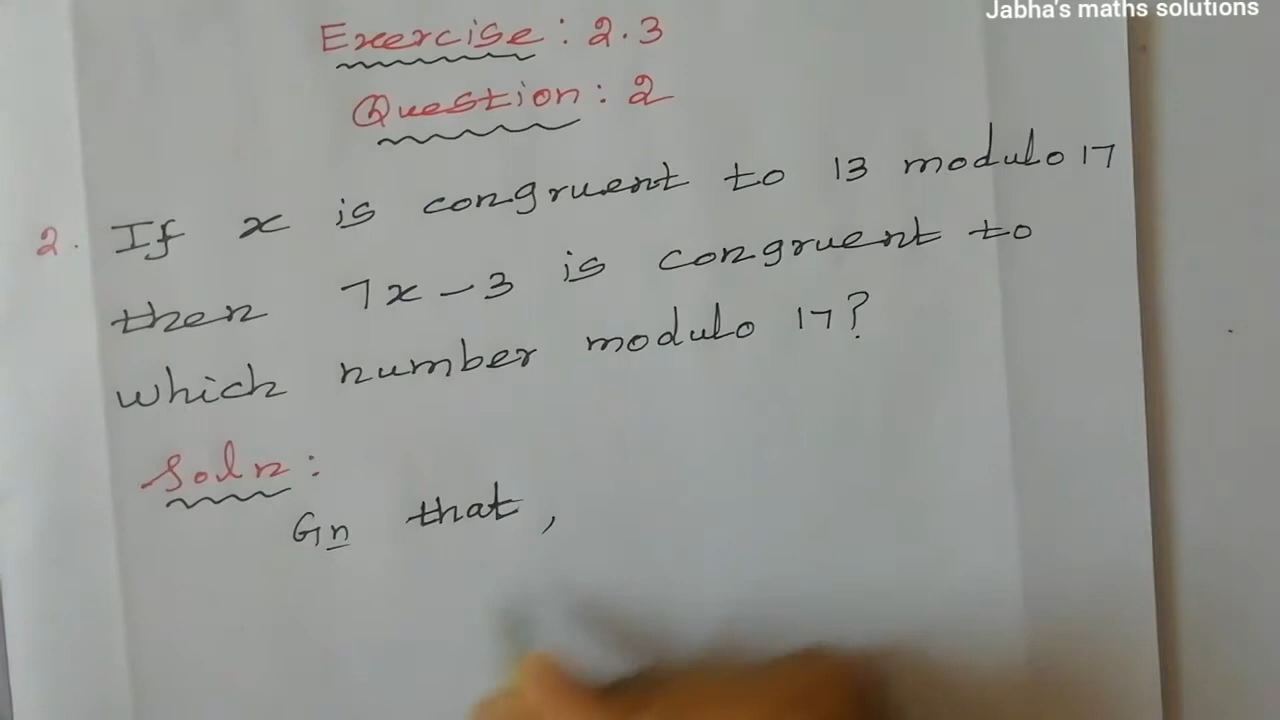 Jabha's maths solutions
Exercise: 2.3
Question: 2
2. If x is congruent to 13 modulo 17
then 7x-3 is congruent to
which number modulo 17?
Soln:
Gn that,